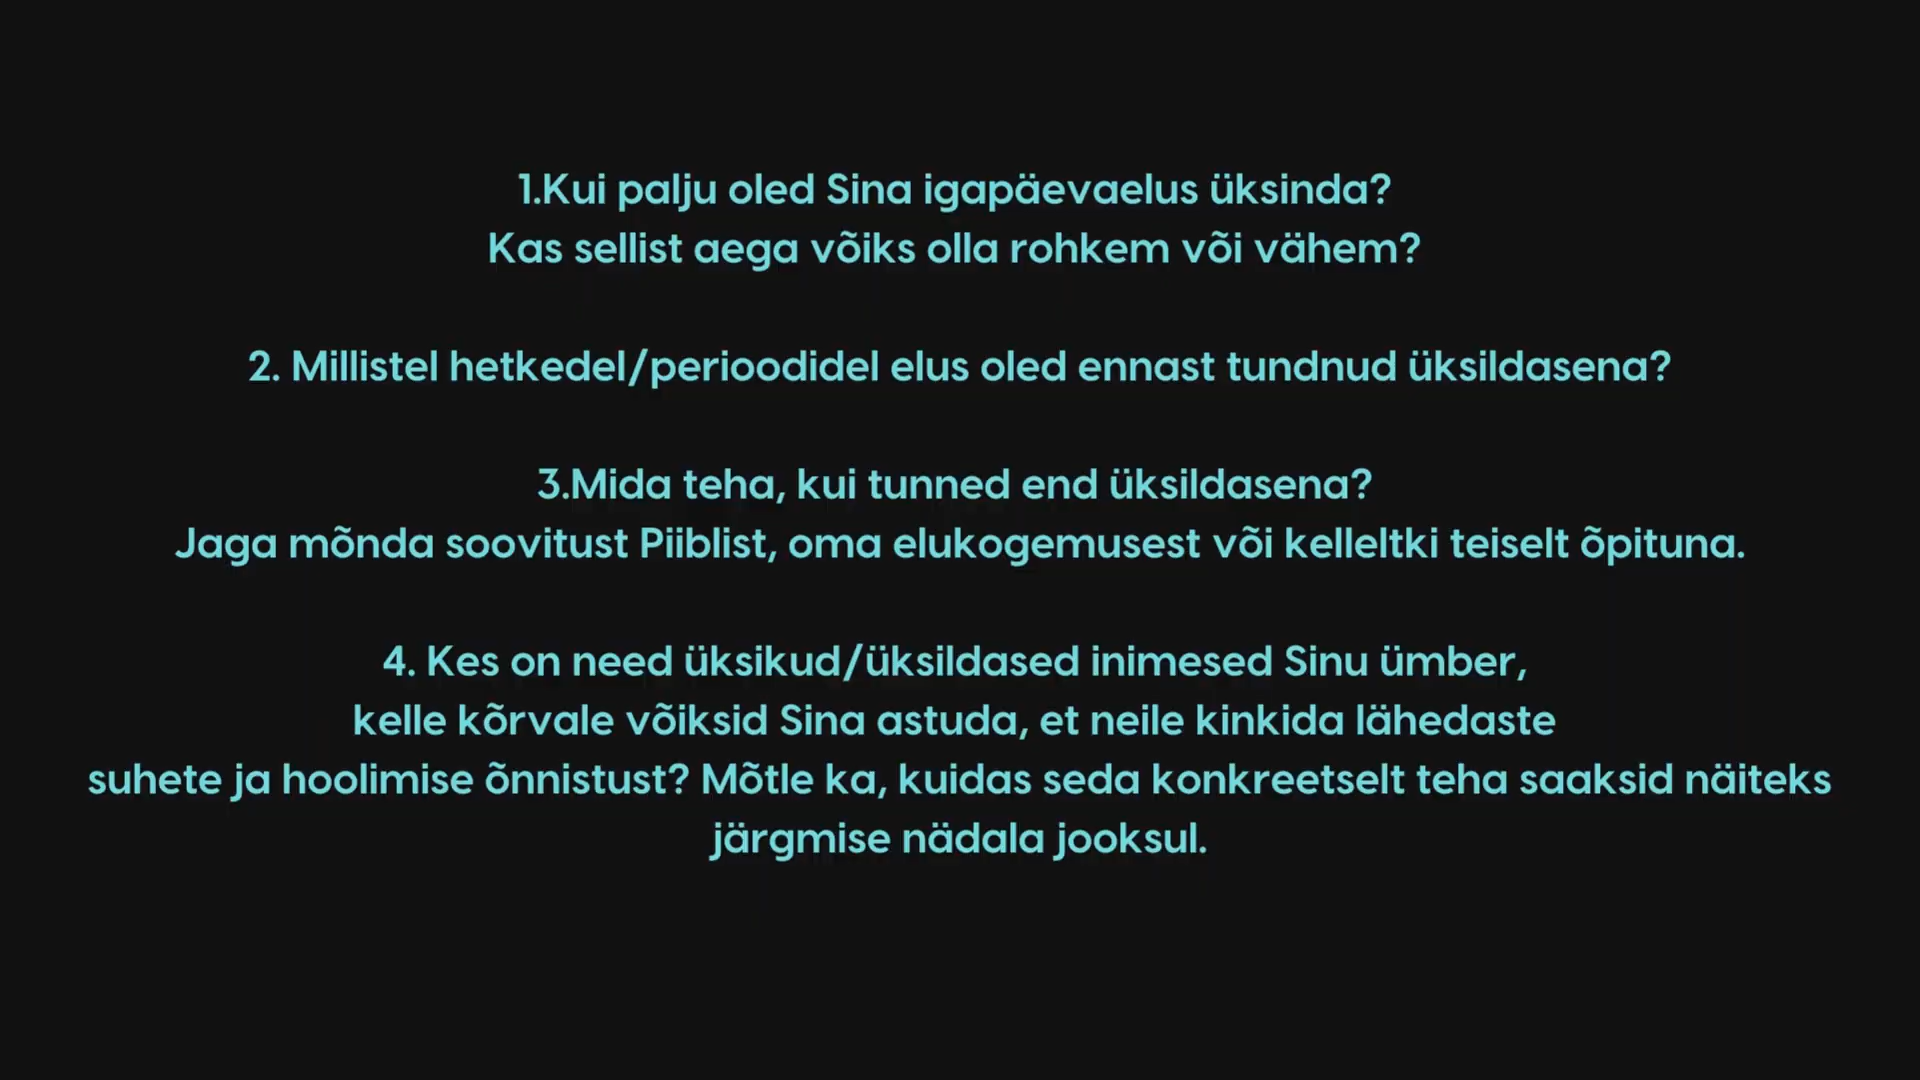 1.Kui palju oled Sina igapäevaelus üksinda?
Kas sellist aega võiks olla rohkem või vähem?
2. Millistel hetkedel/perioodidel elus oled ennast tundnud üksildasena?
3.Mida teha, kui tunned end üksildasena?
Jaga mõnda soovitust Piiblist, oma elukogemusest või kelleltki teiselt õpituna.
4. Kes on need üksikud/üksildased inimesed Sinu ümber,
kelle kõrvale võiksid Sina astuda, et neile kinkida lähedaste
suhete ja hoolimise õnnistust? Mõtle ka, kuidas seda konkreetselt teha saaksid näiteks
järgmise nädala jooksul.